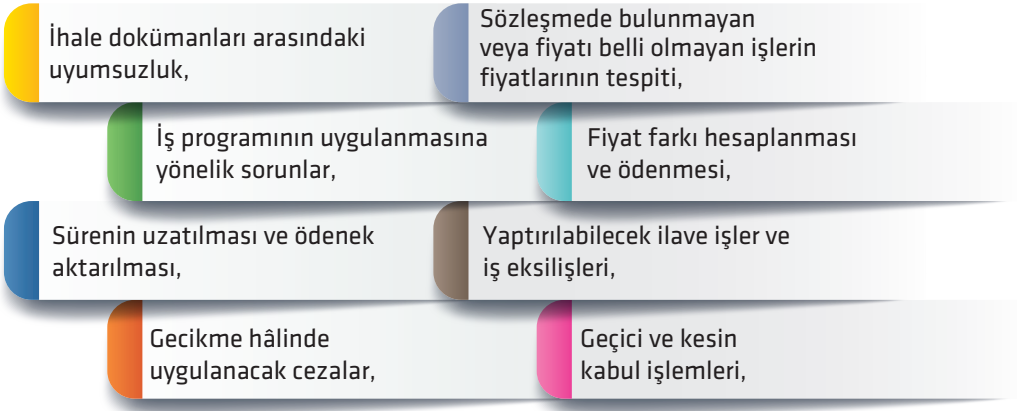 İhale dokümanları arasındaki
uyumsuzluk,
Sözleşmede bulunmayan
veya fiyatı belli olmayan işlerin
fiyatlarının tespiti,
İş programının uygulanmasına
yönelik sorunlar,
Fiyat farkı hesaplanması
ve ödenmesi,
Sürenin uzatılması ve ödenek
aktarılması,
Yaptırılabilecek ilave işler ve
iş eksilişleri,
Gecikme hâlinde
uygulanacak cezalar,
Geçici ve kesin
kabul işlemleri,